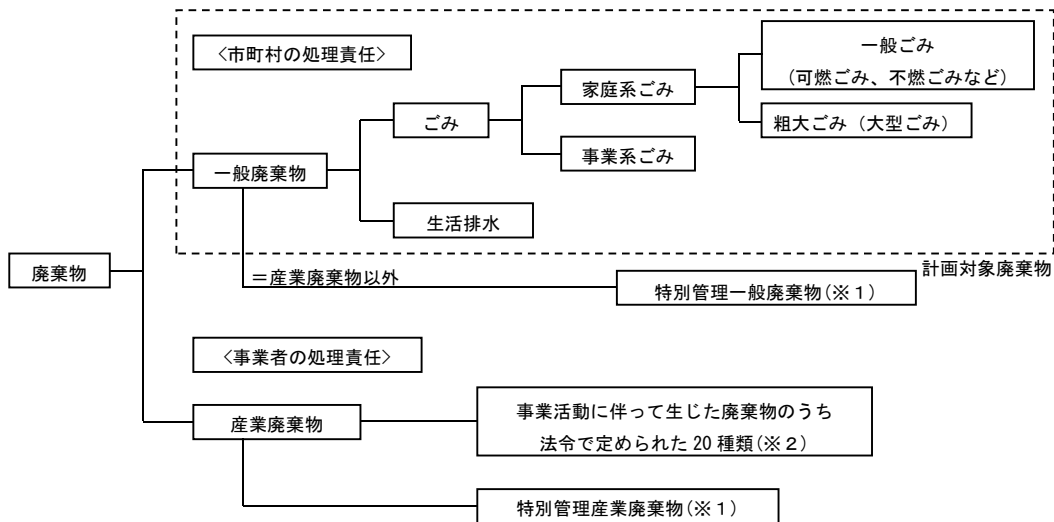 <市町村の処理責任>
一般ごみ
(可燃ごみ、不燃ごみなど)
家庭系ごみ
ごみ
粗大ごみ（大型ごみ）
事業系ごみ
一般廃棄物
生活排水
廃棄物
計画対象廃棄物
＝産業廃棄物以外
特別管理一般廃棄物(※１)
<事業者の処理責任>
産業廃棄物
事業活動に伴って生じた廃棄物のうち
法令で定められた 20 種類(※２)
特別管理産業廃棄物(※１)